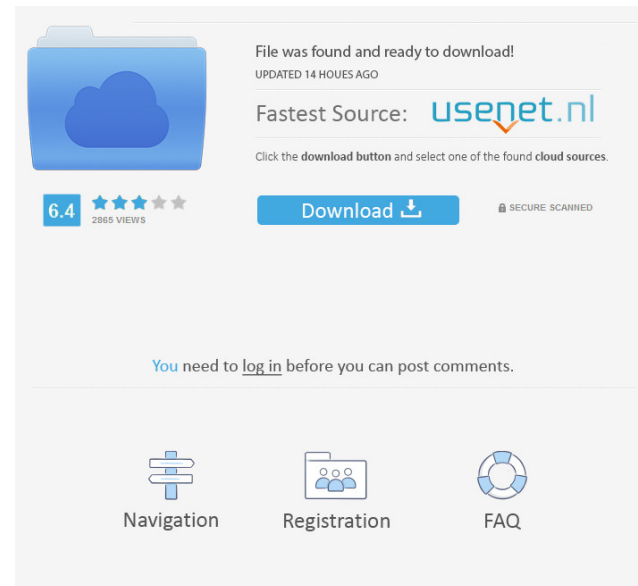 File was found and ready to download!
UPDATED 14 HOUES AGO
Fastest Source: usenet.nl
Click the download button and select one of the found cloud sources.
6.4
2865 VIEWS
Download
SECURE SCANNED
You need to log in before you can post comments.
Navigation
Registration
FAQ